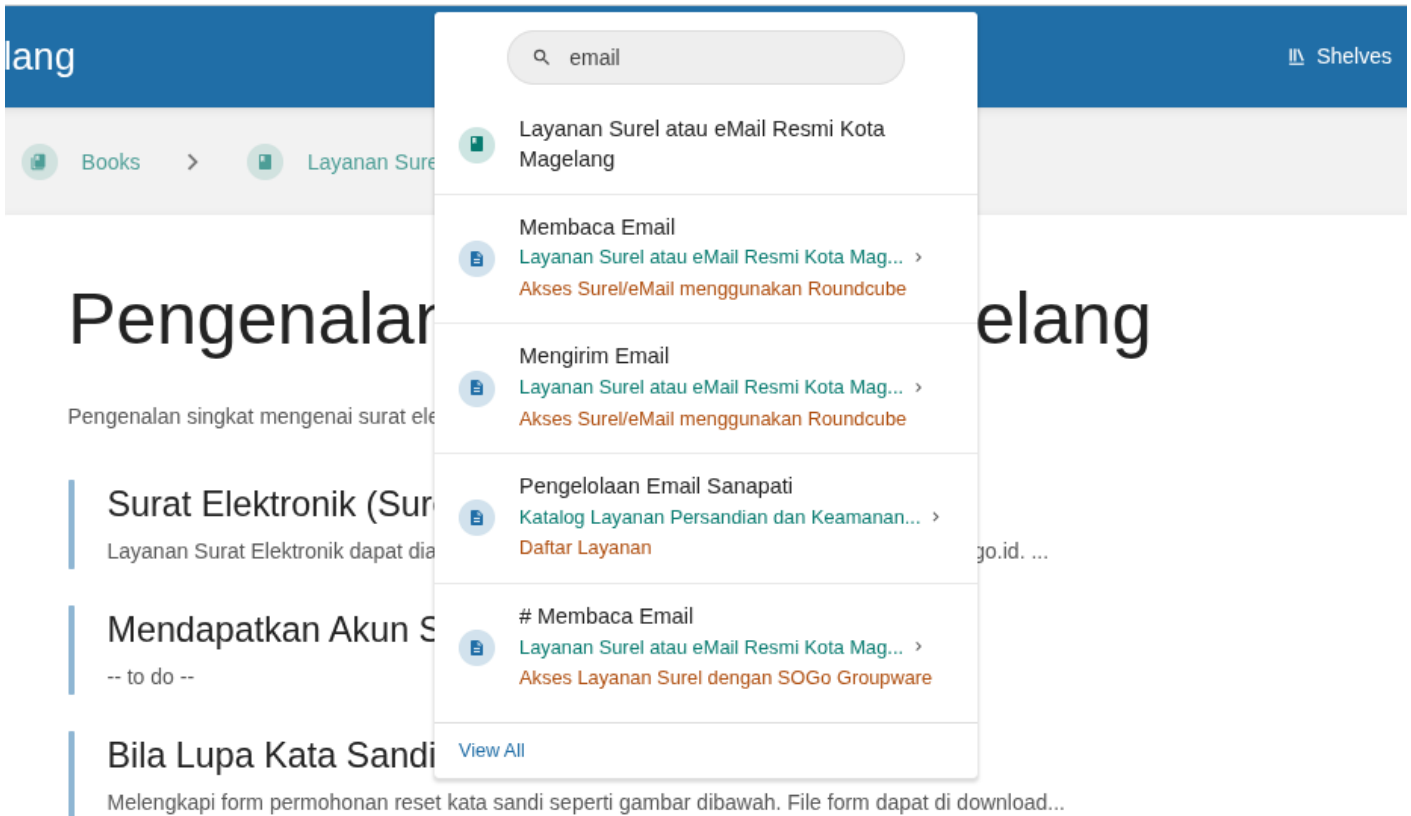 lang
email
Shelves
Books
Layanan Sure
Layanan Surel atau eMail Resmi Kota
Magelang
Membaca Email
Layanan Surel atau eMail Resmi Kota Mag...
Akses Surel/eMail menggunakan Roundcube
Mengirim Email
Layanan Surel atau eMail Resmi Kota Mag...
Akses Surel/eMail menggunakan Roundcube
Pengelolaan Email Sanapati
Katalog Layanan Persandian dan Keamanan...
Daftar Layanan
# Membaca Email
Layanan Surel atau eMail Resmi Kota Mag...
Akses Layanan Surel dengan SOGo Groupware
View All
Pengenalan elang
Pengenalan singkat mengenai surat ele
Surat Elektronik (Sure
Layanan Surat Elektronik dapat dia go.id. ...
Mendapatkan Akun S
-- to do --
Bila Lupa Kata Sandi
Melengkapi form permohonan reset kata sandi seperti gambar dibawah. File form dapat di download...